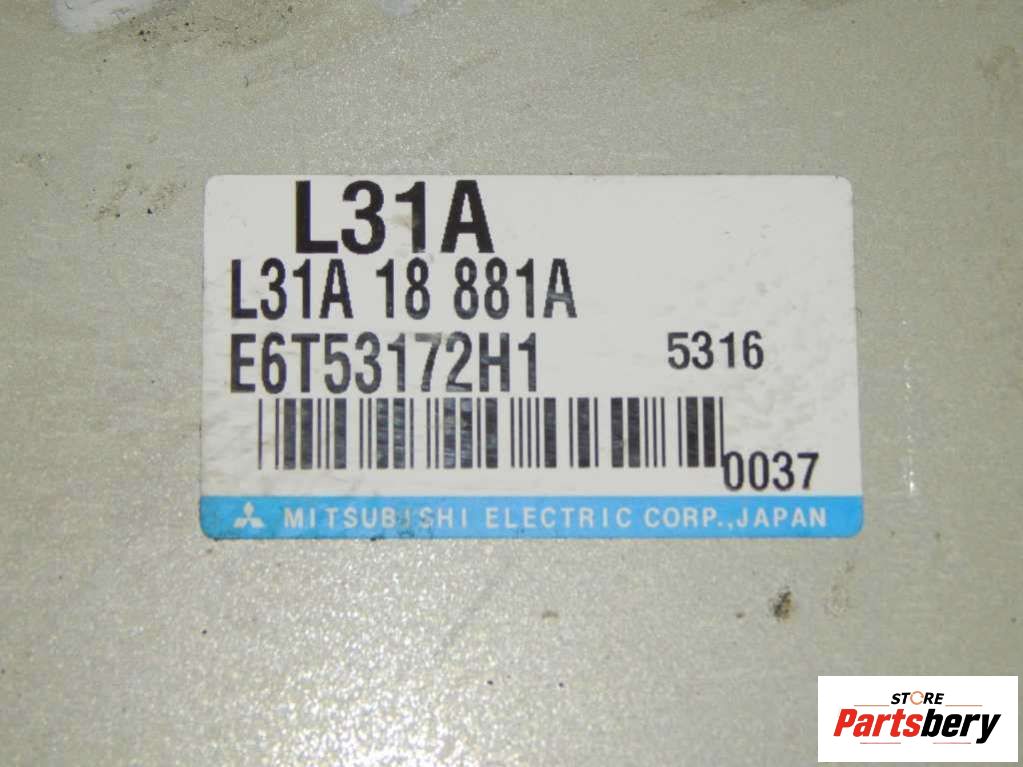 L31A
L31A 18 881A
E6T53172H1 5316
0037
MITSUBISHI ELECTRIC CORP.,JAPAN
STORE
Partsbery